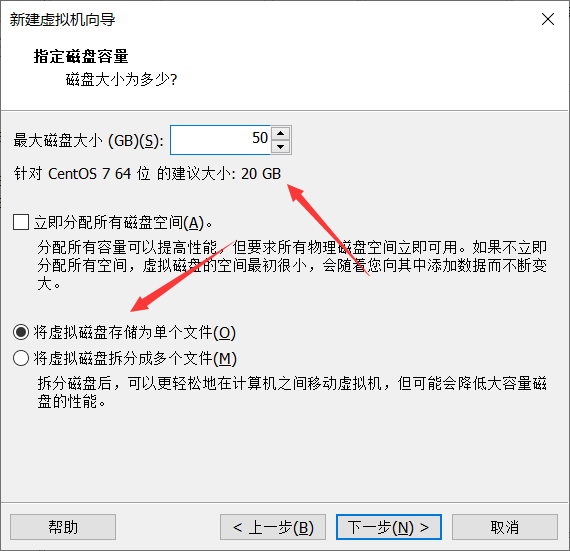 新建虚拟机向导
指定磁盘容量
磁盘大小为多少?
最大磁盘大小 (GB)(S): 50
针对 CentOS 7 64 位 的建议大小: 20 GB
立即分配所有磁盘空间(A)。
分配所有容量可以提高性能，但要求所有物理磁盘空间立即可用。如果不立即
分配所有空间，虚拟磁盘的空间最初很小，会随着您向其中添加数据而不断变
大。
将虚拟磁盘存储为单个文件(O)
将虚拟磁盘拆分成多个文件(M)
拆分磁盘后，可以更轻松地在计算机之间移动虚拟机，但可能会降低大容量磁
盘的性能。
帮助 < 上一步(B) 下一步(N) > 取消